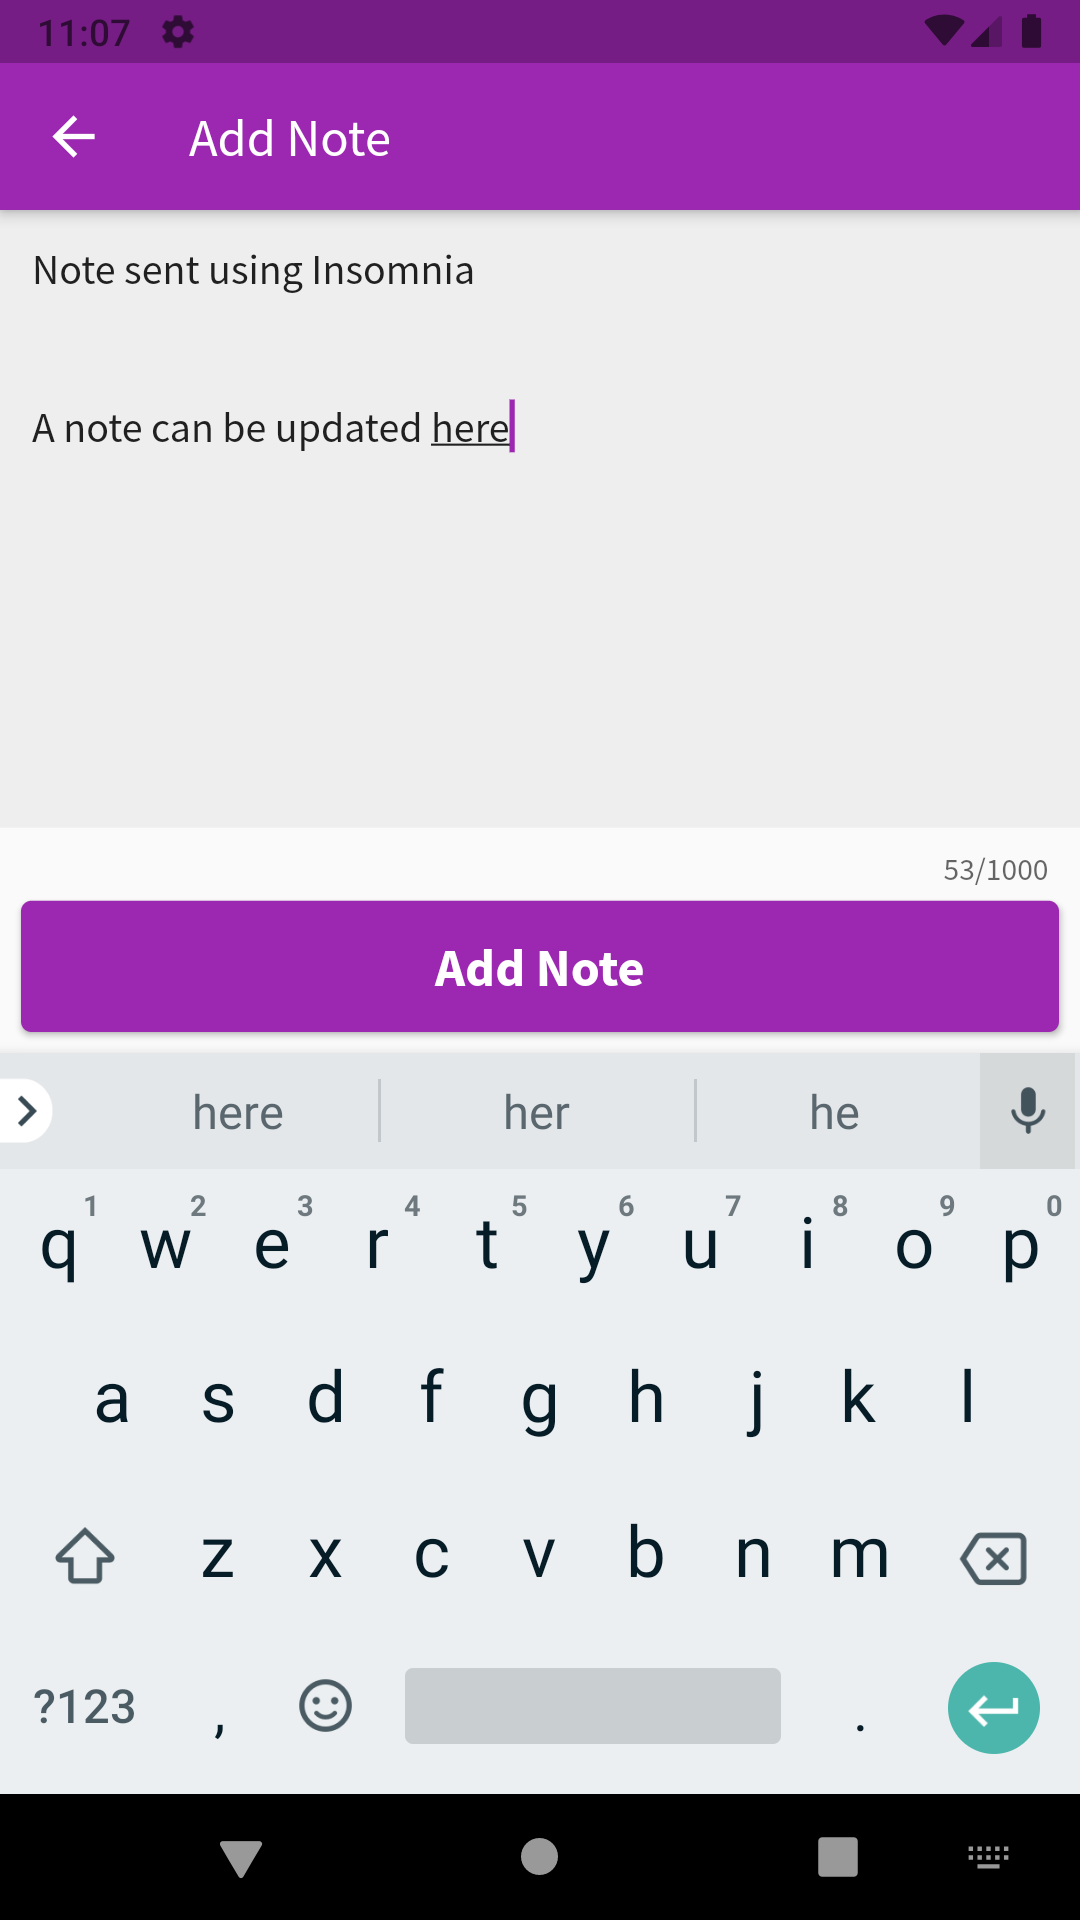 11:07
Add Note
Note sent using Insomnia
A note can be updated here
53/1000
Add Note
here her he
1 2 3 4 5 6 7 8 9 0
q w e r t y u i o p
a s d f g h j k l
z x c v b n m
?123 , .